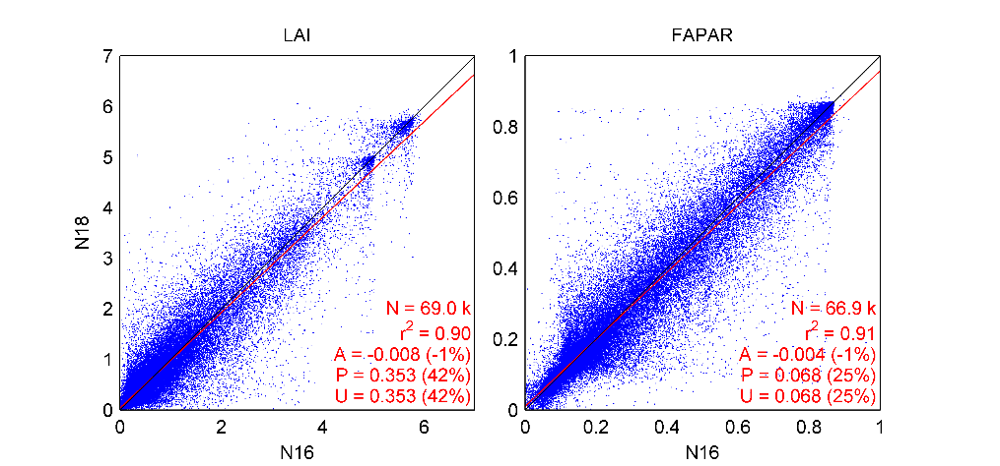 LAI
7
6
5
4
3
2
1
0
N18
0
2
4
6
N16
N = 69.0 k
r² = 0.90
A = -0.008 (-1%)
P = 0.353 (42%)
U = 0.353 (42%)
FAPAR
1
0.8
0.6
0.4
0.2
0
0
0.2
0.4
0.6
0.8
1
N16
N = 66.9 k
r² = 0.91
A = -0.004 (-1%)
P = 0.068 (25%)
U = 0.068 (25%)